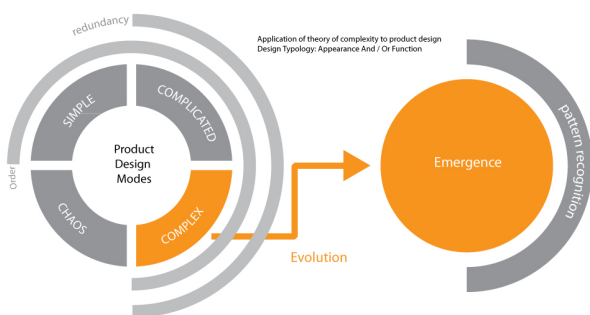 redundancy
Application of theory of complexity to product design
Design Typology: Appearance And / Or Function
SIMPLE
COMPLICATED
Order
Product
Design
Modes
Emergence
pattern recognition
CHAOS
COMPLEX
Evolution